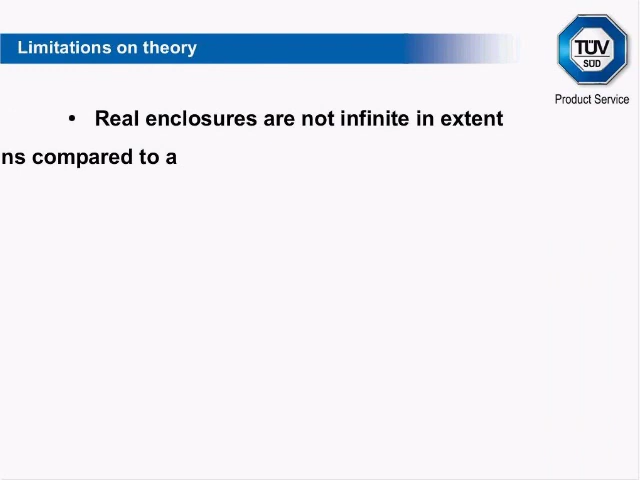 Limitations on theory
TÜV
SÜD
Product Service
• Real enclosures are not infinite in extent
ns compared to a